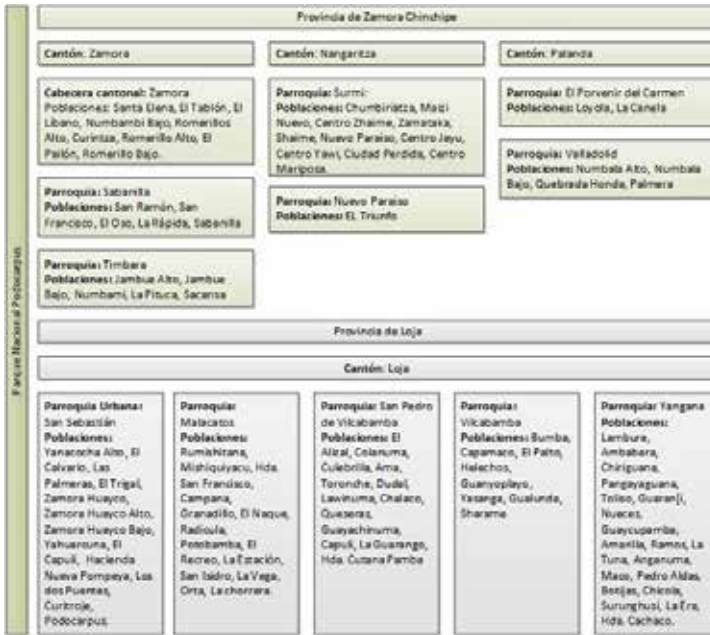 Parque Nacional Podocarpus
Provincia de Zamora Chinchipe
Cantón: Zamora
Cabecera cantonal: Zamora
Poblaciones: Santa Elena, El Tablón, El
Líbano, Numbambi Bajo, Romerillos
Alto, Curintza, Romerillo Alto, El
Pailón, Romerillo Bajo.
Parroquia: Sabanilla
Poblaciones: San Ramón, San
Francisco, El Oso, La Rápida, Sabanilla
Parroquia: Timbara
Poblaciones: Jambue Alto, Jambue
Bajo, Numbami, La Pituca, Sacansa
Cantón: Nangaritza
Parroquia: Surmi:
Poblaciones: Chumbiriatza, Maizi
Nuevo, Centro Zhaime, Zamataka,
Shaime, Nuevo Paraiso, Centro Jayu,
Centro Yawi, Ciudad Perdida, Centro
Mariposa.
Parroquia: Nuevo Paraiso
Poblaciones: EL Triunfo
Cantón: Palanda
Parroquia: El Porvenir del Carmen
Poblaciones: Loyola, La Canela
Parroquia: Valladolid
Poblaciones: Numbala Alto, Numbala
Bajo, Quebrada Honda, Palmera
Provincia de Loja
Cantón: Loja
Parroquia Urbana:
San Sebastián
Poblaciones:
Yanacocha Alto, El
Calvario, Las
Palmeras, El Trigal,
Zamora Huayco,
Zamora Huayco Alto,
Zamora Huayco Bajo,
Yahuarcuna, El
Capulí, Hacienda
Nueva Pompeya, Los
dos Puentes,
Curitroje,
Podocarpus.
Parroquia:
Malacatos
Poblaciones:
Rumishitana,
Mishiquiyacu, Hda.
San Francisco,
Campana,
Granadillo, El Naque,
Radicula,
Potobamba, El
Recreo, La Estación,
San Isidro, La Vega,
Orta, La chorrera.
Parroquia: San Pedro
de Vilcabamba
Poblaciones: El
Alizal, Colanuma,
Culebrilla, Ama,
Toronche, Dudel,
Lawinuma, Chalaco,
Queseras,
Guayachinuma,
Capulí, La Guarango,
Hda. Cutana Pamba
Parroquia:
Vilcabamba
Poblaciones: Bumba,
Capamaco, El Palto,
Helechos,
Guanyoplayo,
Yasanga, Gualunda,
Sharame
Parroquia: Yangana
Poblaciones:
Lambure,
Ambabara,
Chiriguana,
Pangayaguana,
Toliso,
Nueces,
Guaycupamba,
Amarilla, Ramos, La
Tuna, Anganuma,
Maco, Pedro Aldas,
Botijas, Chicola,
Surunghuai, La Era,
Hda. Cachaco.